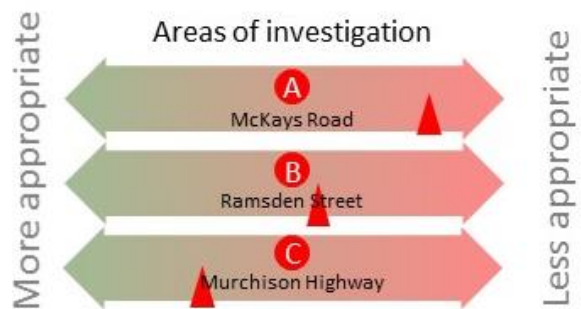 Areas of investigation
More appropriate
A
McKays Road
B
Ramsden Street
C
Murchison Highway
Less appropriate